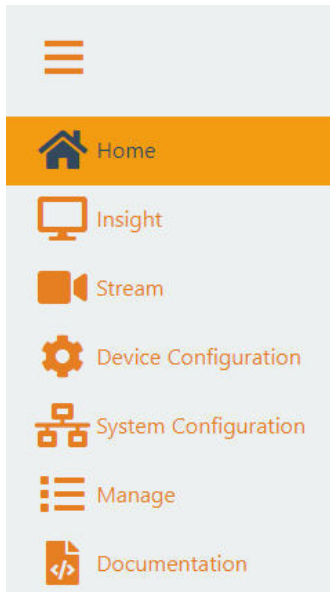 Home
Insight
Stream
Device Configuration
System Configuration
Manage
Documentation